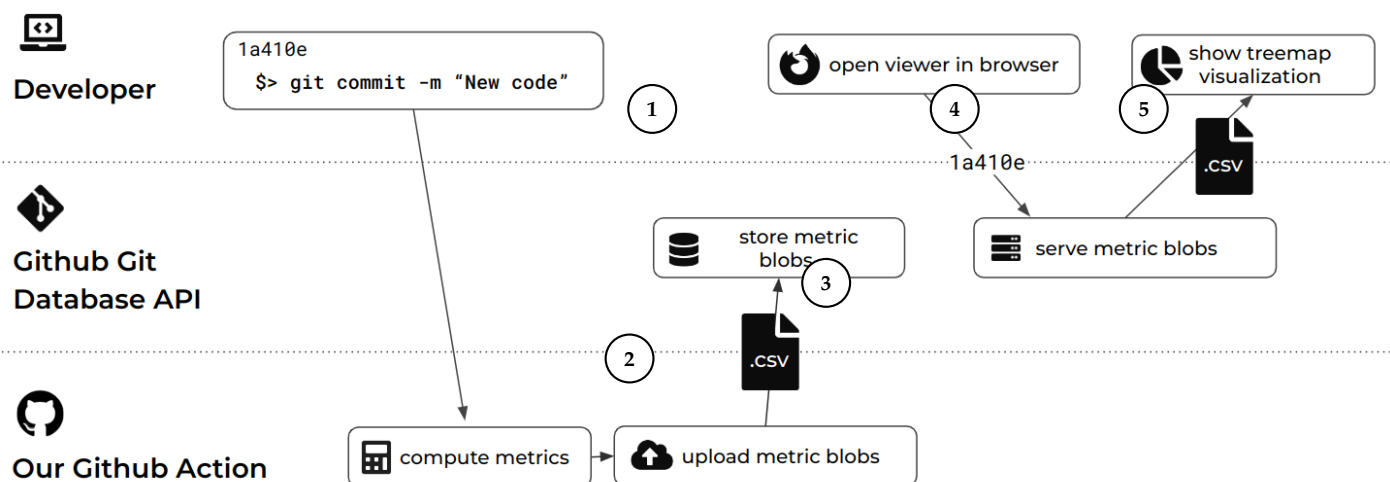 Developer
1a410e
$> git commit -m “New code”
1
open viewer in browser
4
show treemap
visualization
5
1a410e
.CSV
Github Git
Database API
store metric
blobs
3
serve metric blobs
2
.CSV
Our Github Action
compute metrics
upload metric blobs